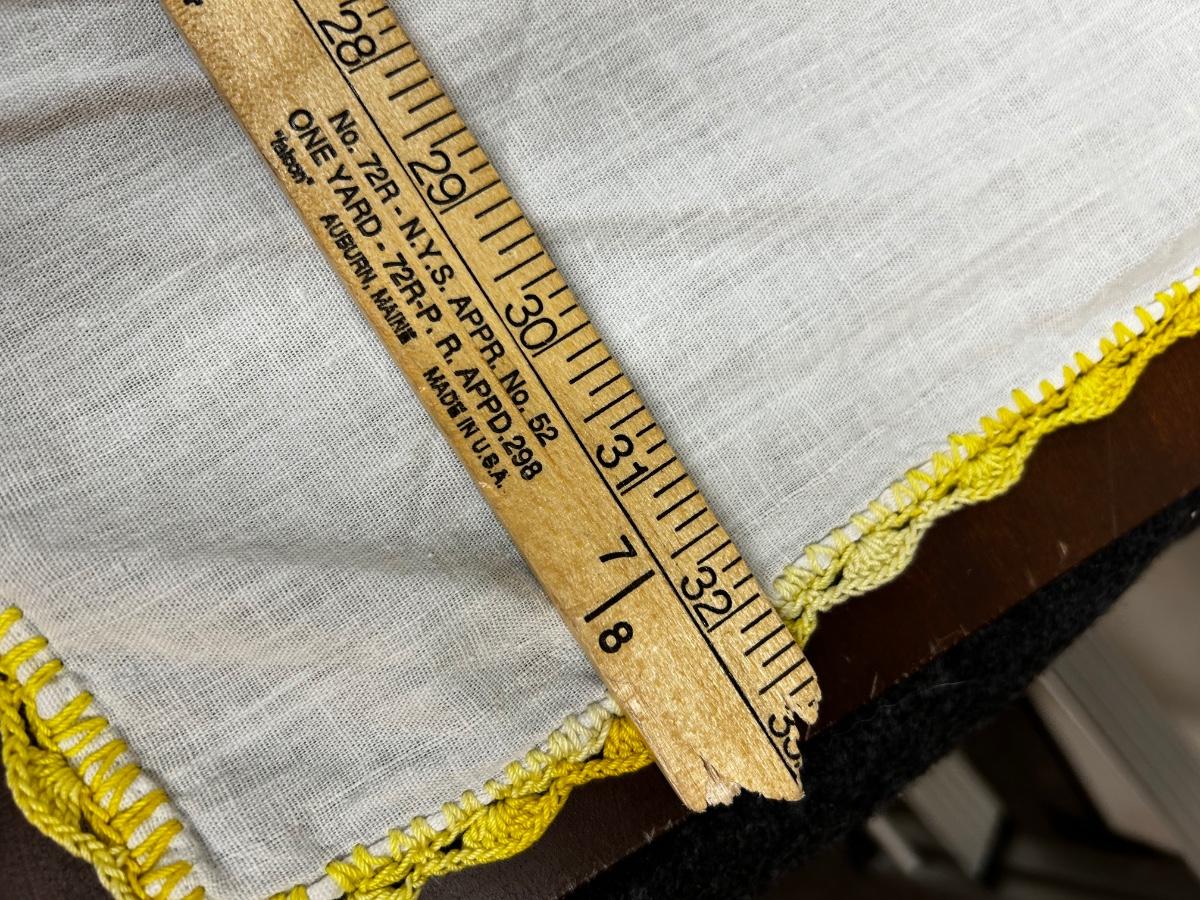 28
29
30
31
32
No. 72R - N.Y.S. APPR. No. 52
ONE YARD - 72R-P. R. APPD.298
"falcon"
AUBURN, MAINE MADE IN U.S.A.
7
8